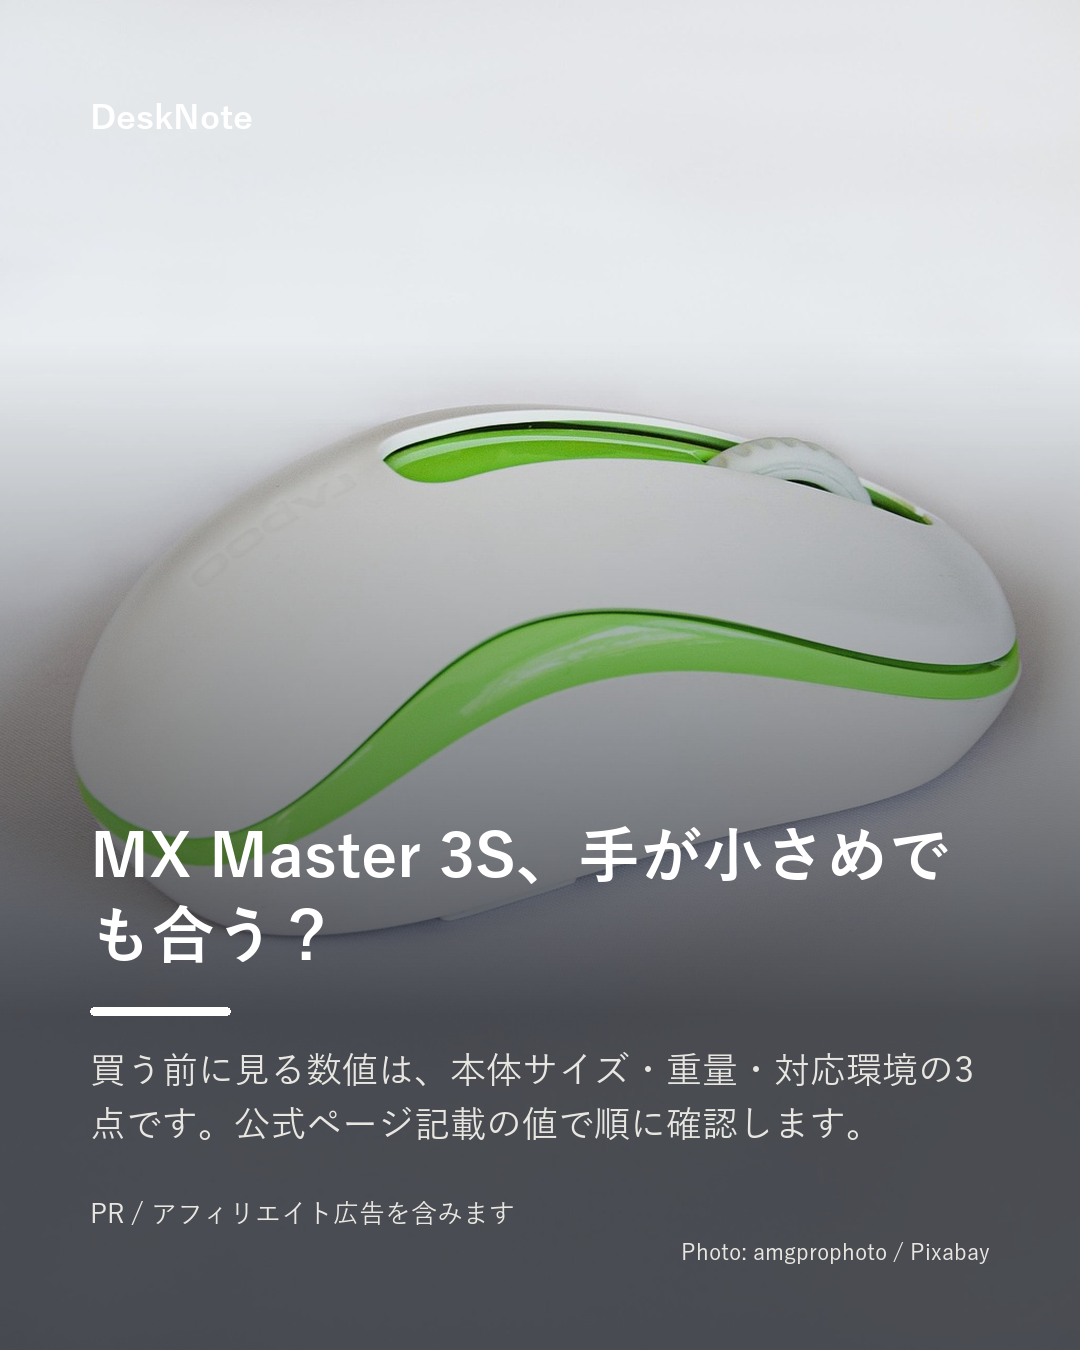 DeskNote
RAPOO
MX Master 3S、手が小さめで
も合う？
買う前に見る数値は、本体サイズ・重量・対応環境の3
点です。公式ページ記載の値で順に確認します。
PR / アフィリエイト広告を含みます
Photo: amgprophoto / Pixabay